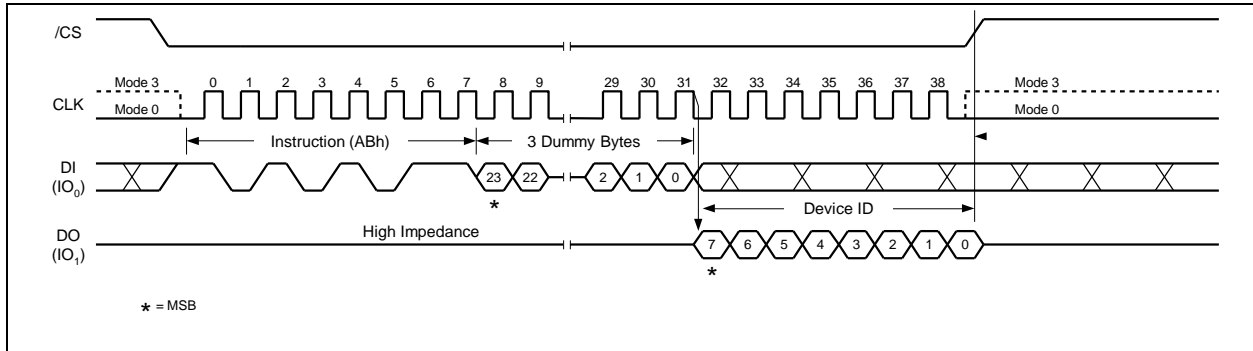 /CS
Mode 3 0 1 2 3 4 5 6 7 8 9 29 30 31 32 33 34 35 36 37 38 Mode 3
CLK Mode 0 Mode 0
Instruction (ABh) 3 Dummy Bytes
DI
(IO0) 23 22 2 1 0
*
Device ID
High Impedance
DO
(IO1) 7 6 5 4 3 2 1 0
*
* = MSB